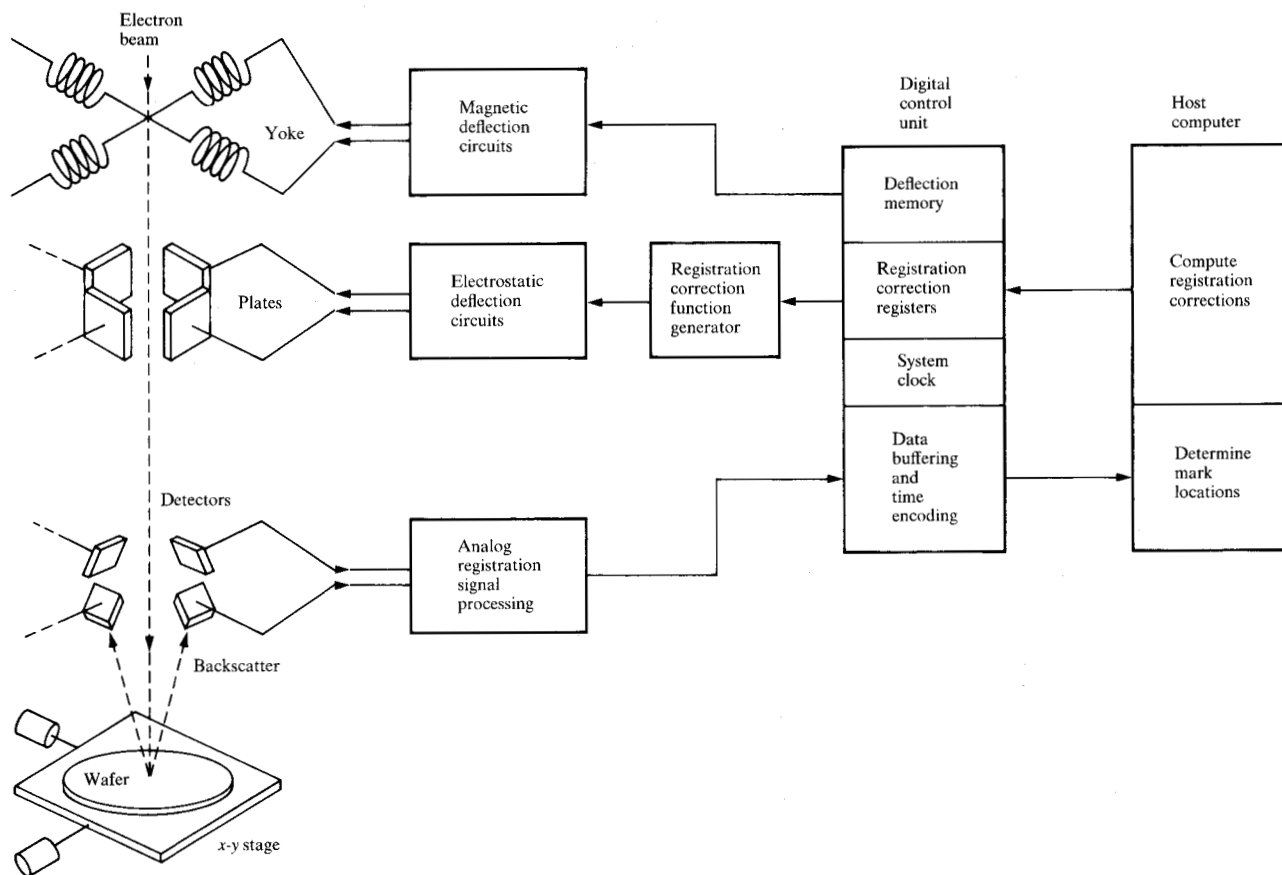 Electron
beam
Yoke
Magnetic
deflection
circuits
Digital
control
unit
Host
computer
Deflection
memory
Plates
Electrostatic
deflection
circuits
Registration
correction
function
generator
Registration
correction
registers
Compute
registration
corrections
System
clock
Detectors
Analog
registration
signal
processing
Data
buffering
and
time
encoding
Determine
mark
locations
Backscatter
Wafer
x-y stage